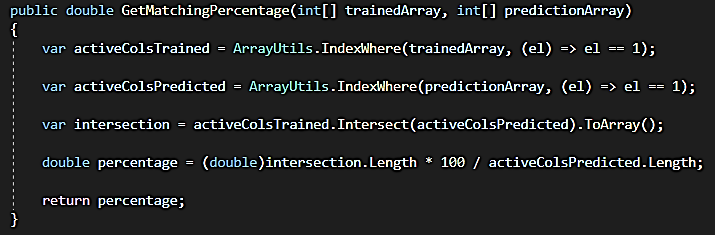 public double GetMatchingPercentage(int[] trainedArray, int[] predictionArray)
{
var activeColsTrained = ArrayUtils.IndexWhere(trainedArray, (el) => el == 1);
var activeColsPredicted = ArrayUtils.IndexWhere(predictionArray, (el) => el == 1);
var intersection = activeColsTrained.Intersect(activeColsPredicted).ToArray();
double percentage = (double)intersection.Length * 100 / activeColsPredicted.Length;
return percentage;
}